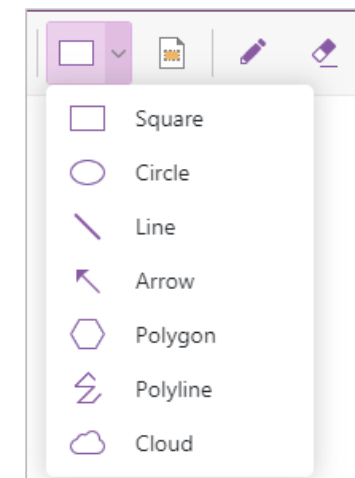 Square
Circle
Line
Arrow
Polygon
Polyline
Cloud